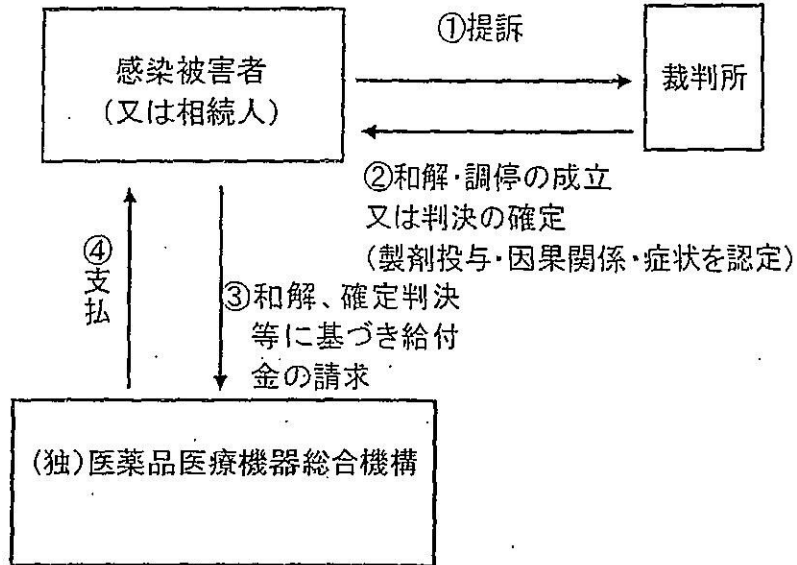 ①提訴
感染被害者
(又は相続人)
裁判所
②和解・調停の成立
又は判決の確定
(製剤投与・因果関係・症状を認定)
④支払
③和解、確定判決
等に基づき給付
金の請求
(独)医薬品医療機器総合機構